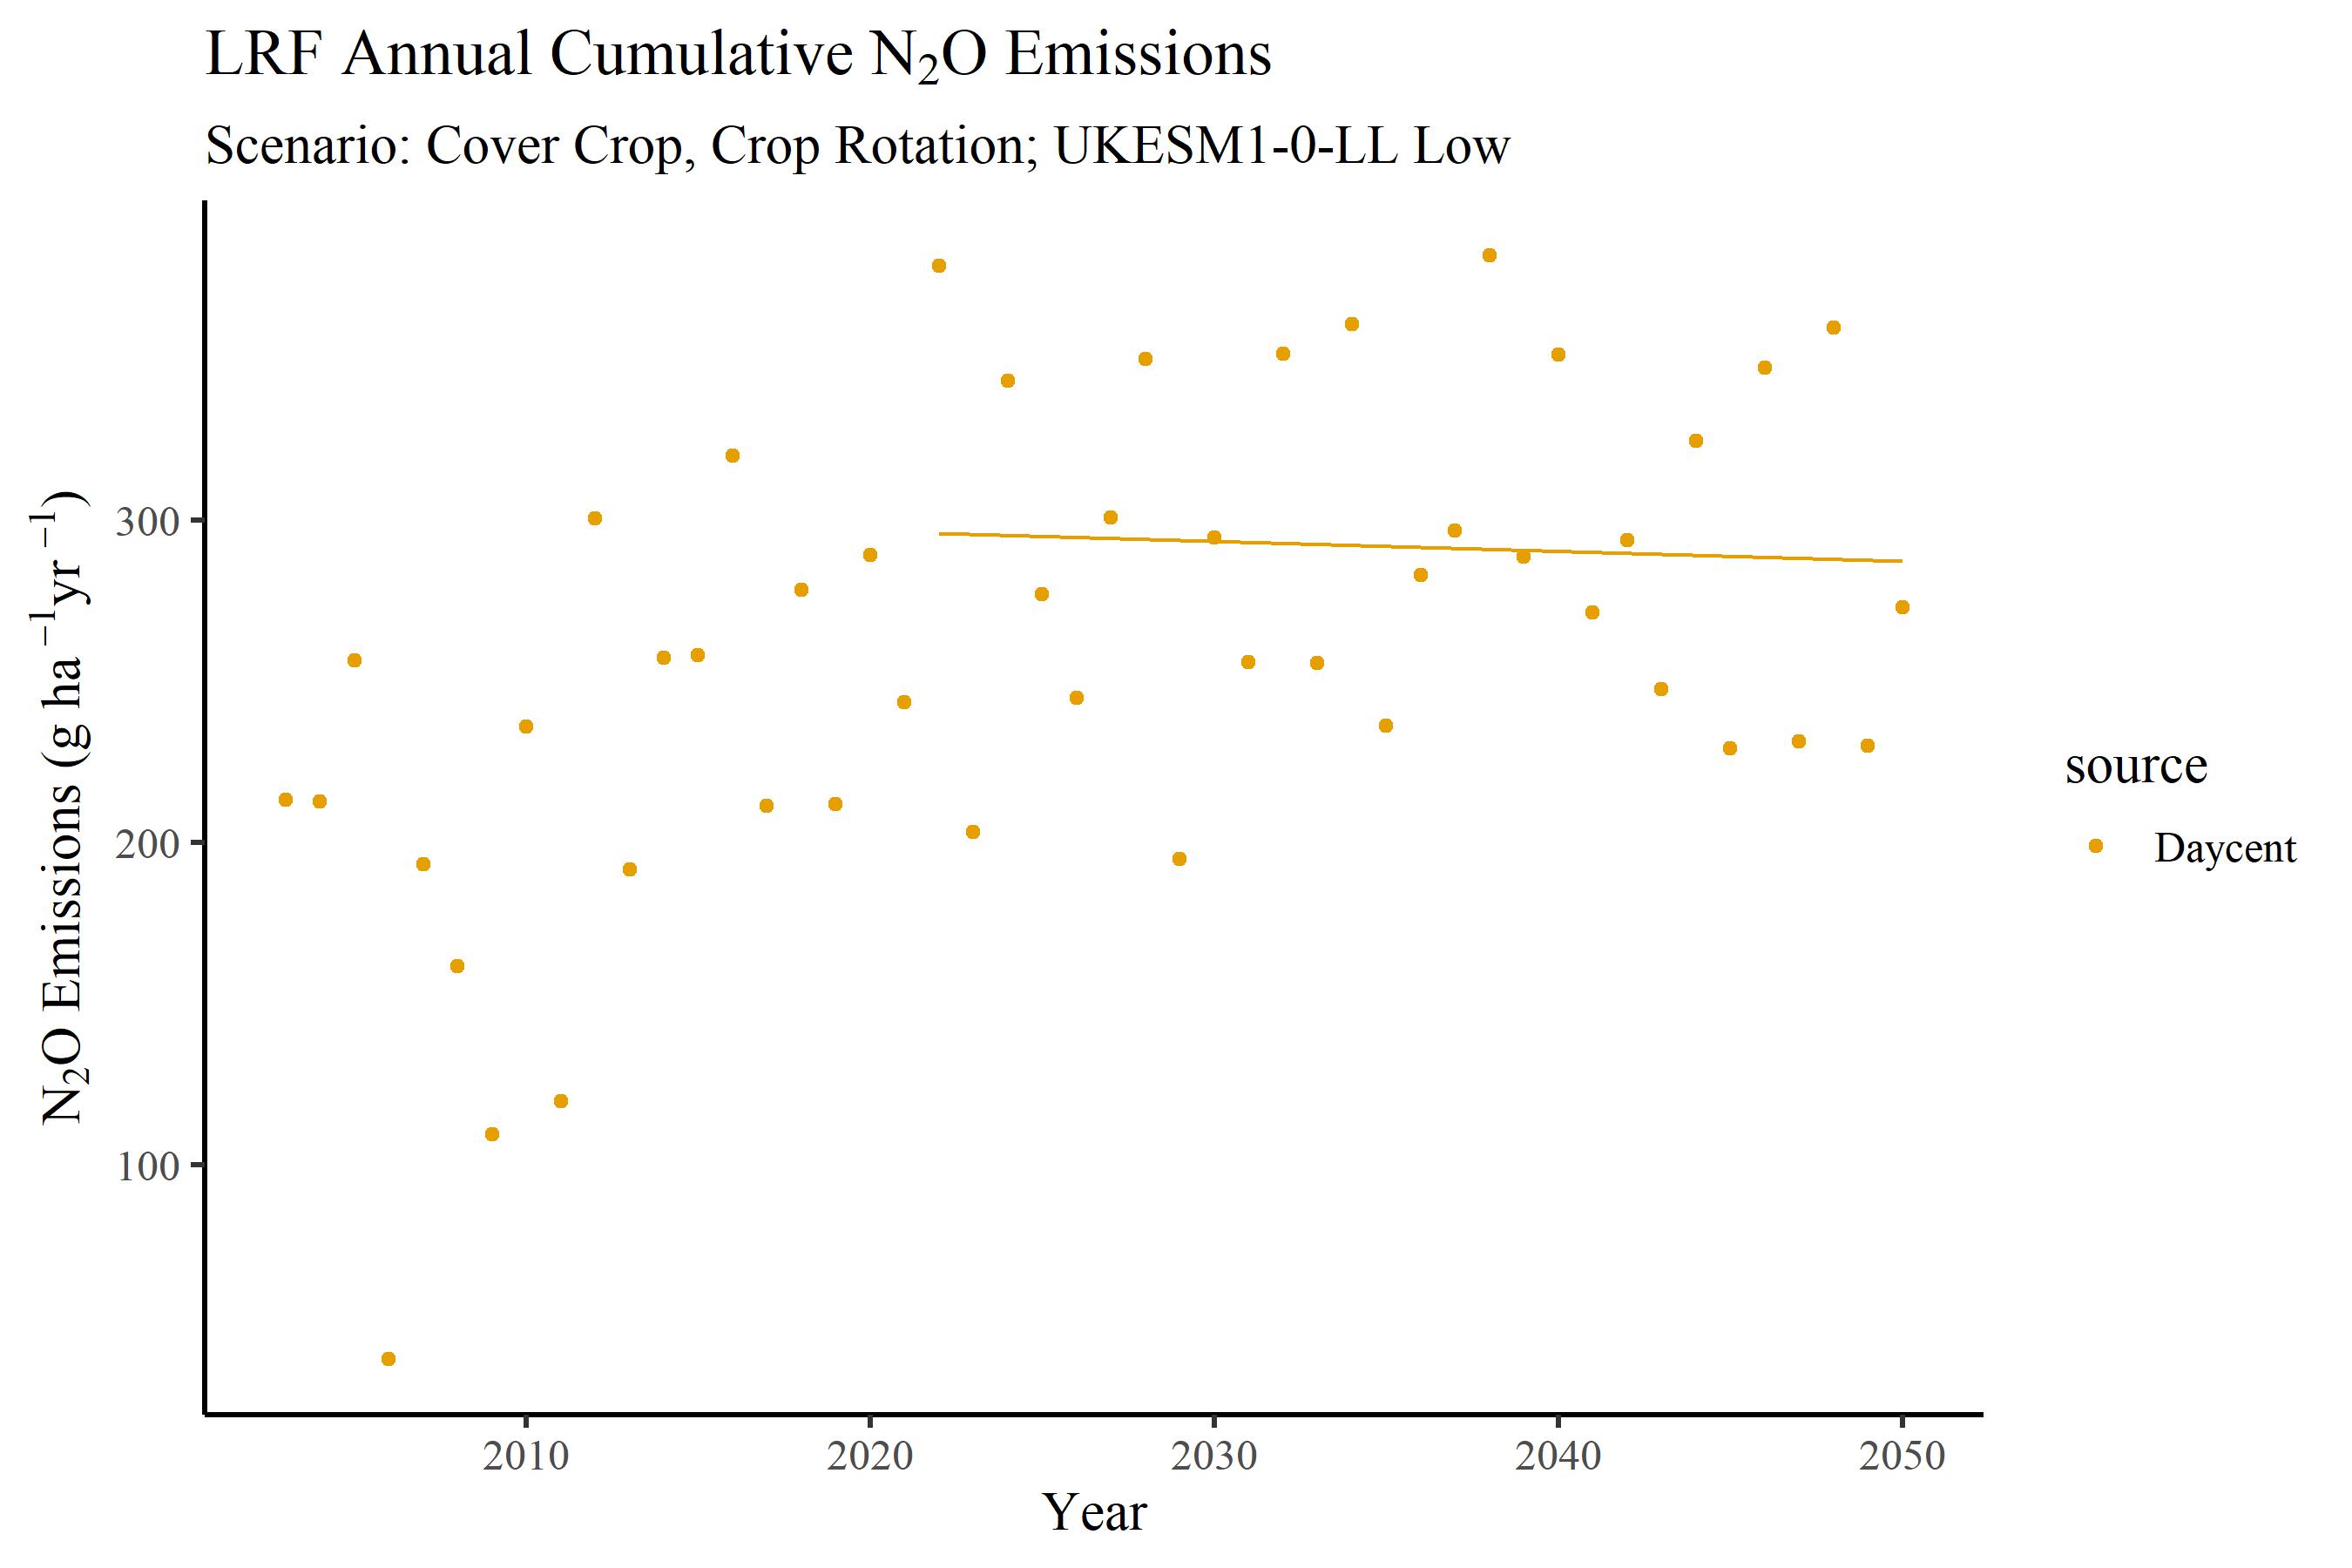 LRF Annual Cumulative N₂O Emissions
Scenario: Cover Crop, Crop Rotation; UKESM1-0-LL Low
N₂O Emissions (g ha⁻¹yr⁻¹)
300
200
100
2010 2020 2030 2040 2050
Year
source
Daycent